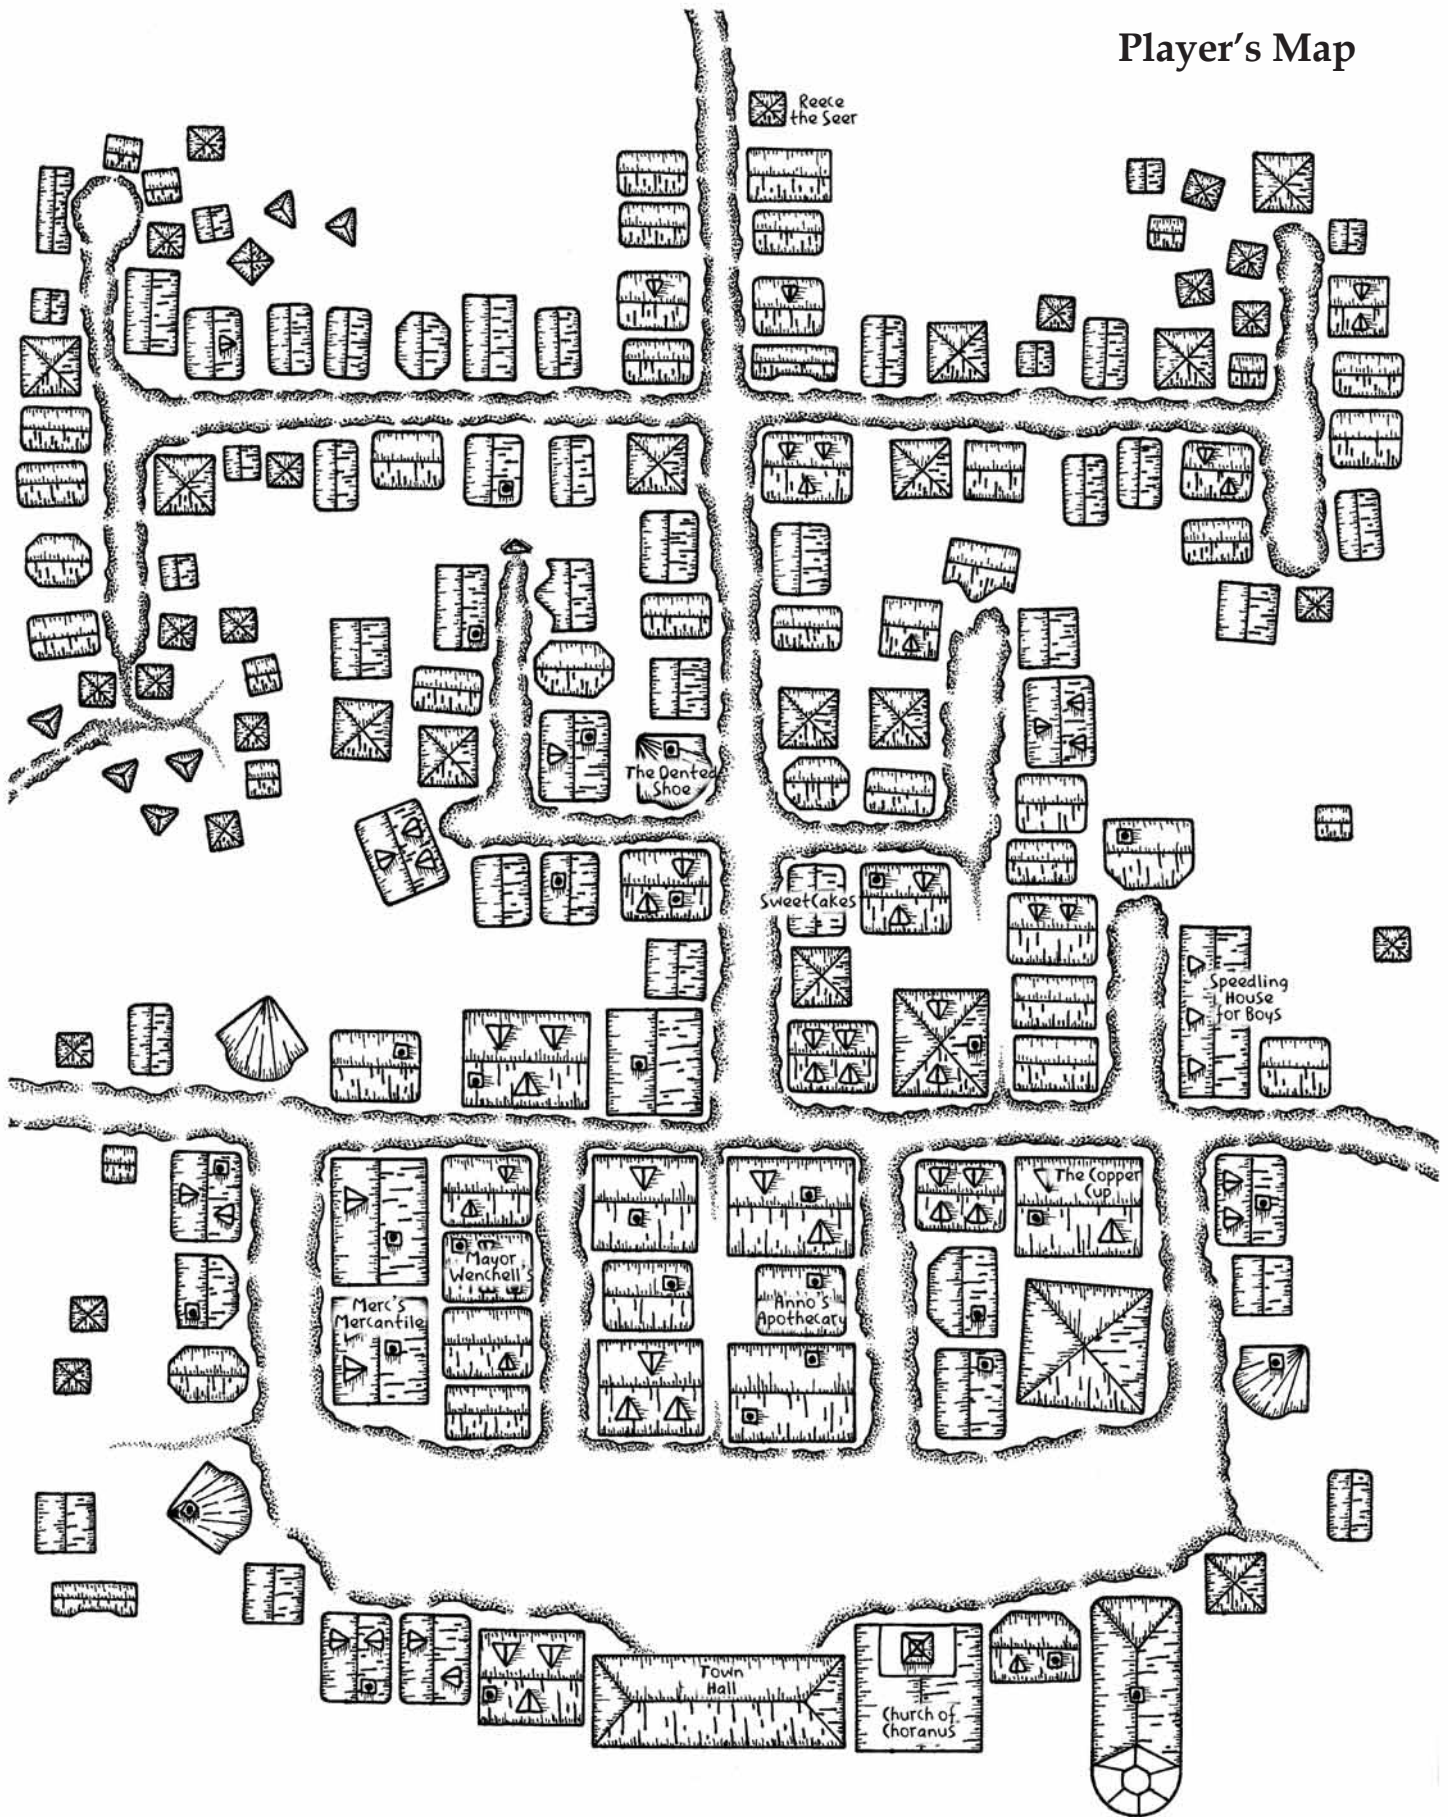 Player's Map
Reece
the Seer
The Dented
Shoe
SweetCakes
Speedling
House
for Boys
The Copper
Cup
Mayor
Wenchell's
Merc's
Mercantile
Anno's
Apothecary
Town
Hall
Church of
Choranus